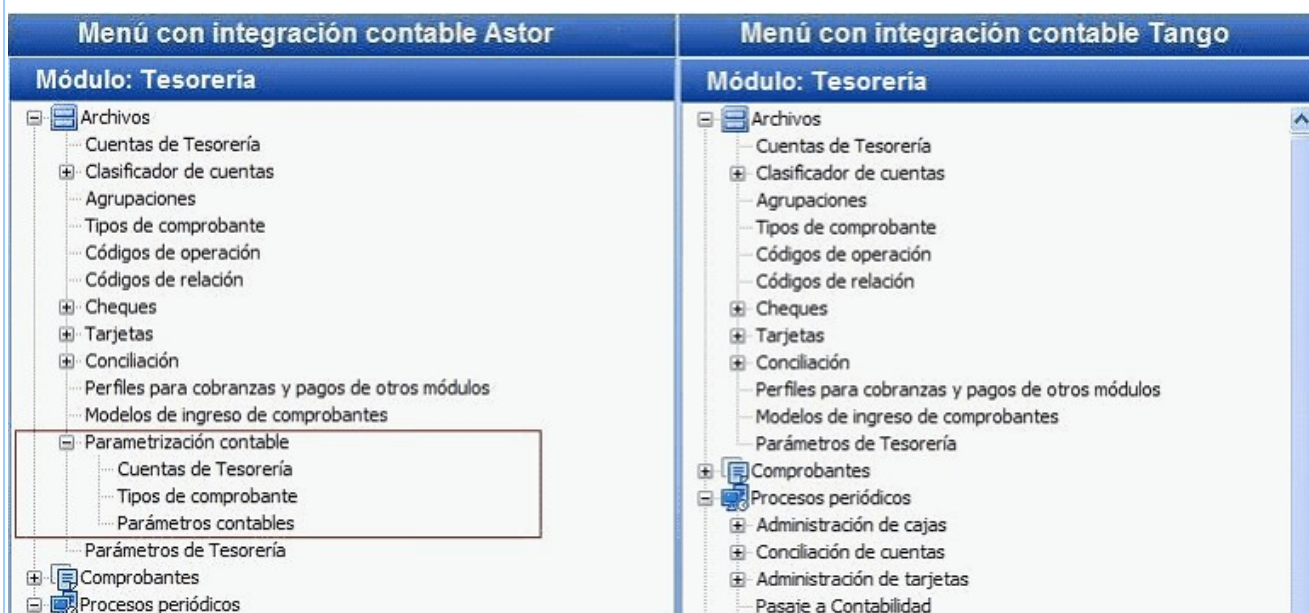 Menú con integración contable Astor
Módulo: Tesorería
Archivos
Cuentas de Tesorería
Clasificador de cuentas
Agrupaciones
Tipos de comprobante
Códigos de operación
Códigos de relación
Cheques
Tarjetas
Conciliación
Perfiles para cobranzas y pagos de otros módulos
Modelos de ingreso de comprobantes
Parametrización contable
Cuentas de Tesorería
Tipos de comprobante
Parámetros contables
Parámetros de Tesorería
Comprobantes
Procesos periódicos
Menú con integración contable Tango
Módulo: Tesorería
Archivos
Cuentas de Tesorería
Clasificador de cuentas
Agrupaciones
Tipos de comprobante
Códigos de operación
Códigos de relación
Cheques
Tarjetas
Conciliación
Perfiles para cobranzas y pagos de otros módulos
Modelos de ingreso de comprobantes
Parámetros de Tesorería
Comprobantes
Procesos periódicos
Administración de cajas
Conciliación de cuentas
Administración de tarjetas
Pasaje a Contabilidad